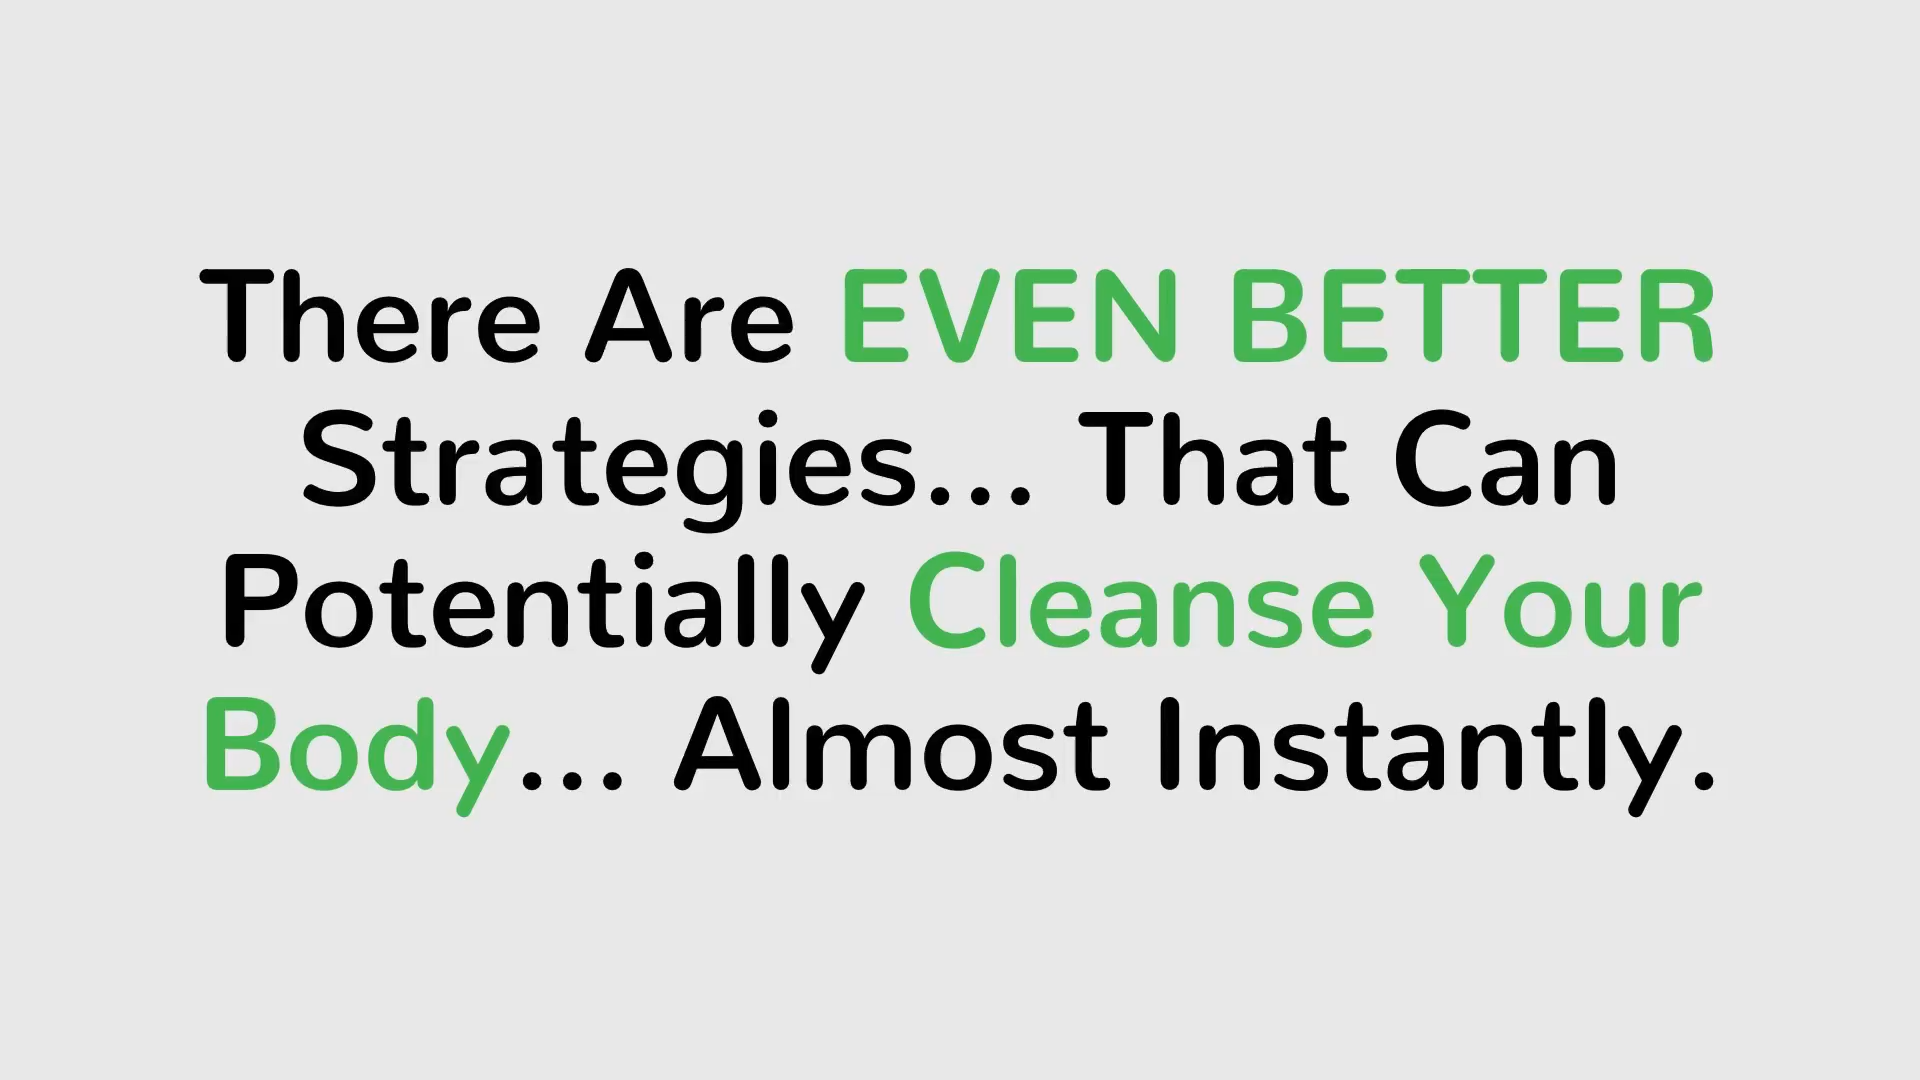 There Are EVEN BETTER
Strategies... That Can
Potentially Cleanse Your
Body... Almost Instantly.